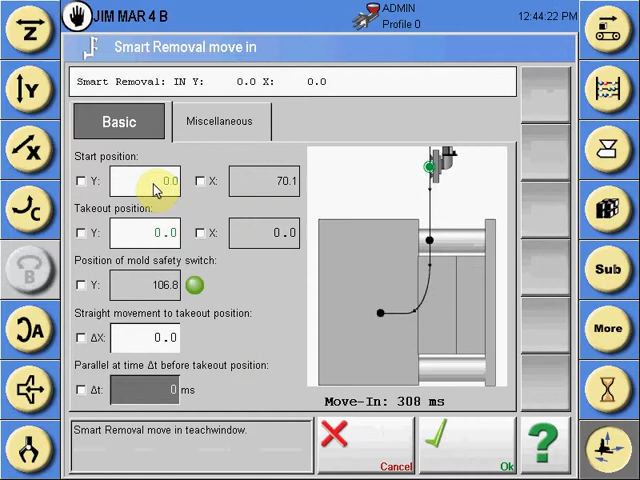 JIM MAR 4 B
ADMIN
Profile 0
12:44:22 PM
Smart Removal move in
Smart Removal: IN Y: 0.0 X: 0.0
Basic
Miscellaneous
Start position:
Y: 0.0 X: 70.1
Takeout position:
Y: 0.0 X: 0.0
Position of mold safety switch:
Y: 106.8
Straight movement to takeout position:
ΔX: 0.0
Parallel at time Δt before takeout position:
Δt: 0 ms
Move-In: 308 ms
Smart Removal move in teachwindow.
Cancel
Ok
?
Z
Y
X
C
B
CA
Sub
More